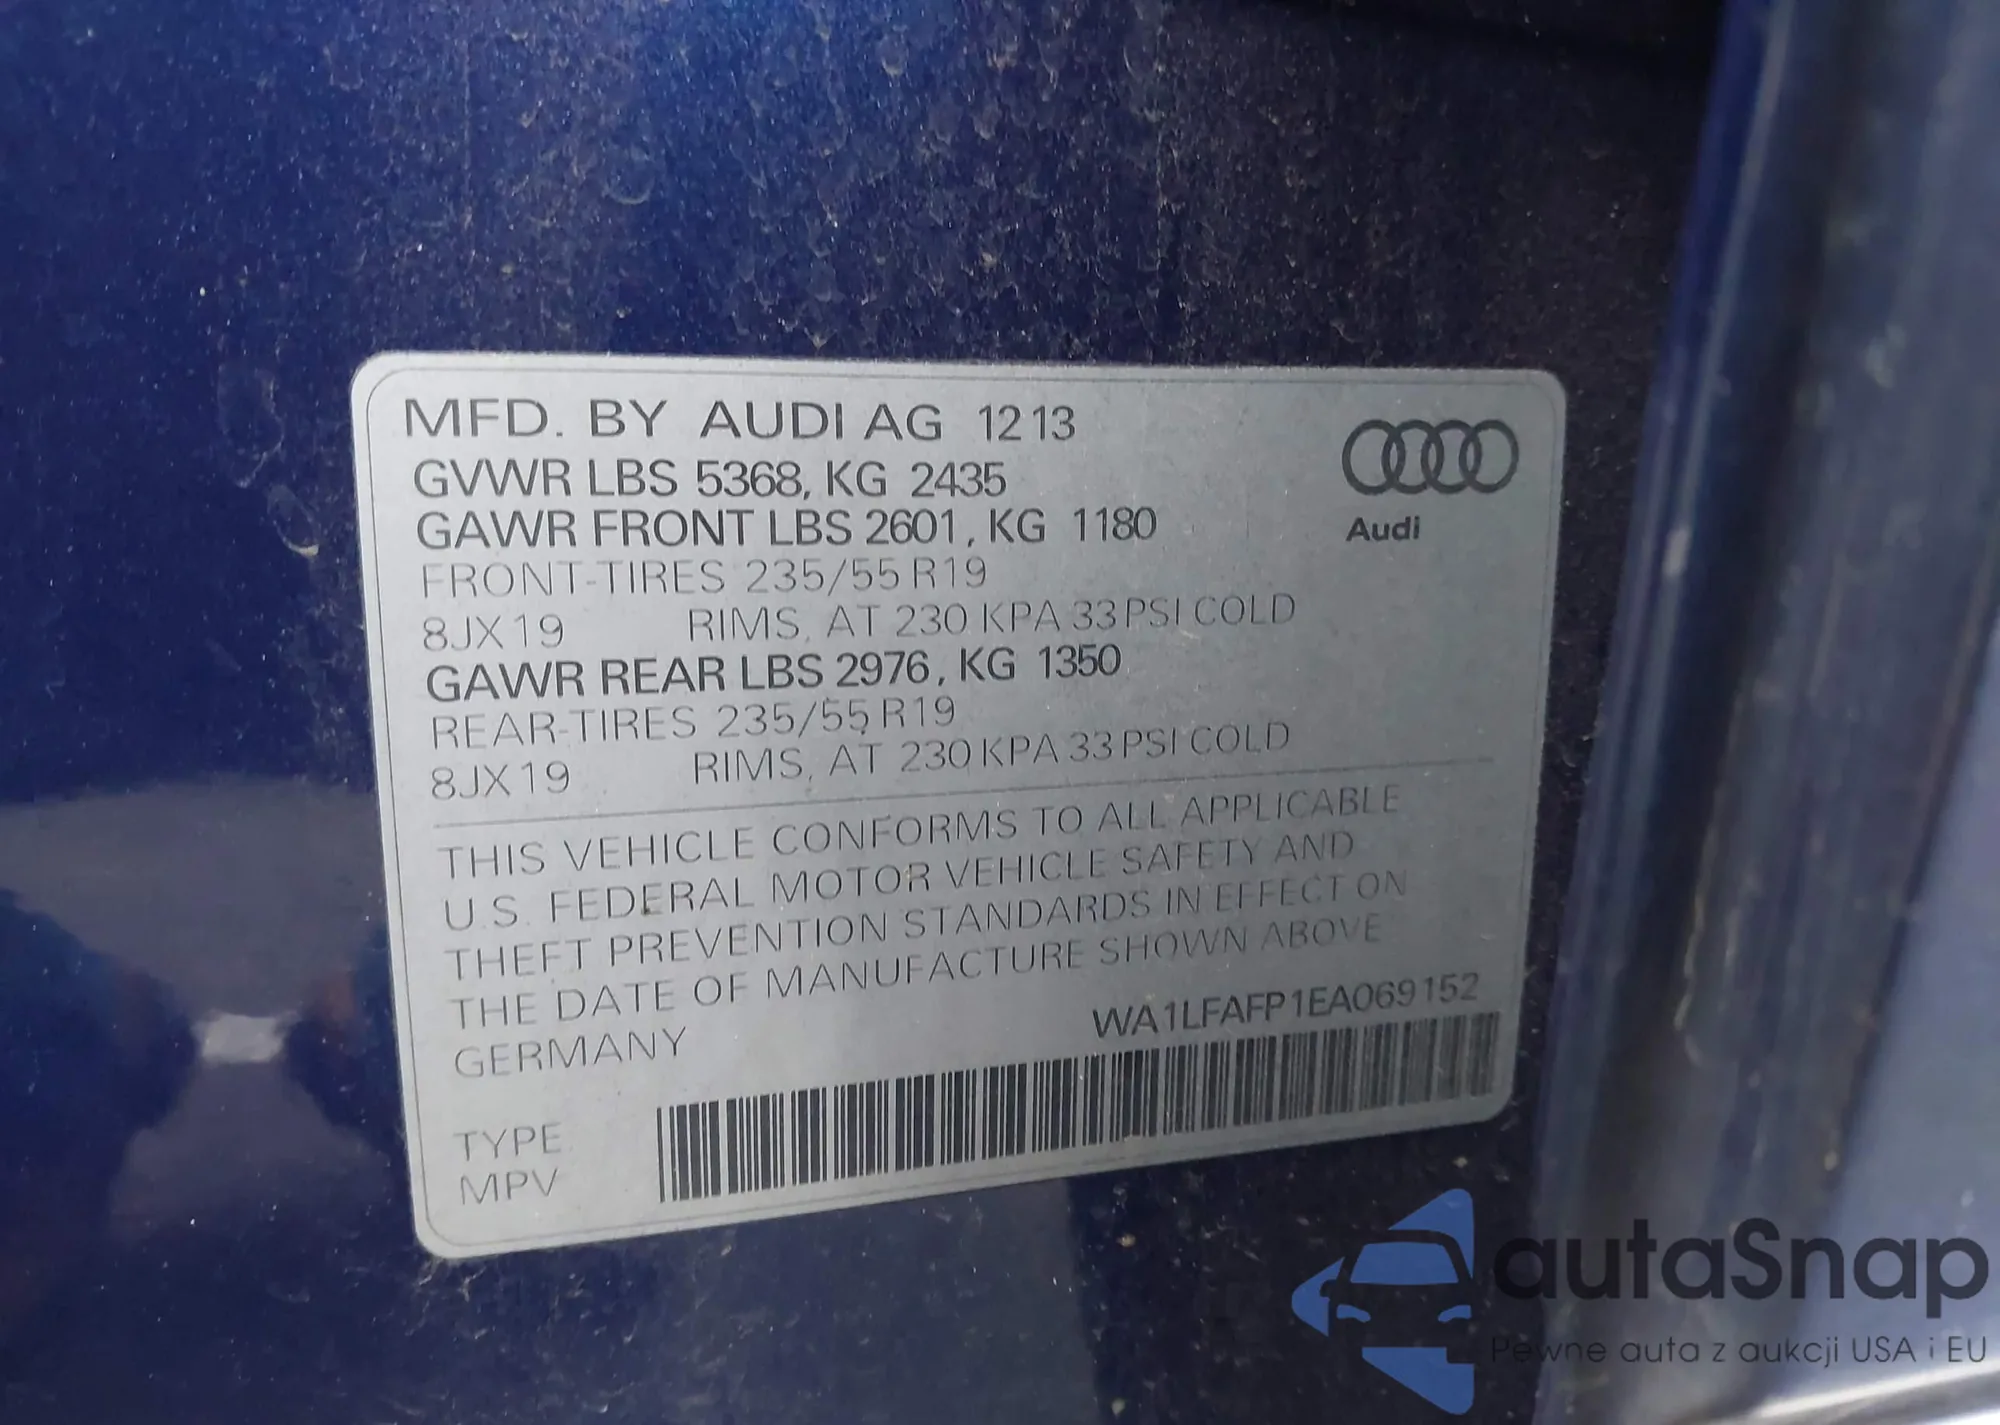 MFD. BY AUDI AG 12 13
GVWR LBS 5368, KG 2435
GAWR FRONT LBS 2601, KG 1180
FRONT-TIRES 235/55 R19
8JX19 RIMS, AT 230 KPA 33 PSI COLD
GAWR REAR LBS 2976, KG 1350
REAR-TIRES 235/55 R19
8JX19 RIMS, AT 230 KPA 33 PSI COLD
Audi
THIS VEHICLE CONFORMS TO ALL APPLICABLE
U.S. FEDERAL MOTOR VEHICLE SAFETY AND
THEFT PREVENTION STANDARDS IN EFFECT ON
THE DATE OF MANUFACTURE SHOWN ABOVE
GERMANY WA1LFAFP1EA069152
TYPE
MPV
autaSnap
Pewne auta z aukcji USA i EU